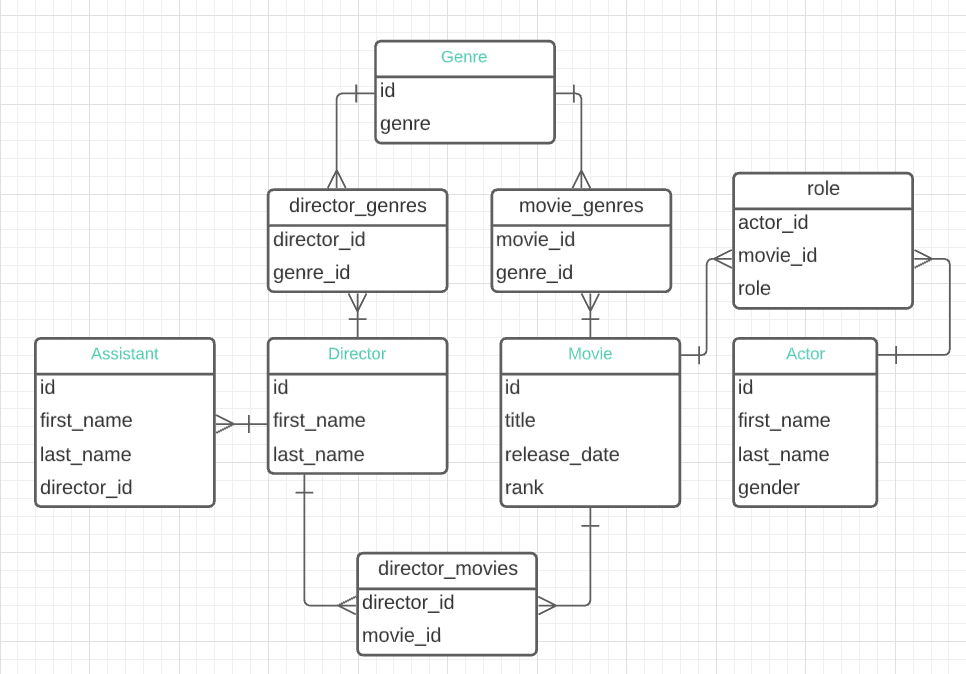 Genre
id
genre
director_genres
director_id
genre_id
movie_genres
movie_id
genre_id
role
actor_id
movie_id
role
Assistant
id
first_name
last_name
director_id
Director
id
first_name
last_name
Movie
id
title
release_date
rank
Actor
id
first_name
last_name
gender
director_movies
director_id
movie_id